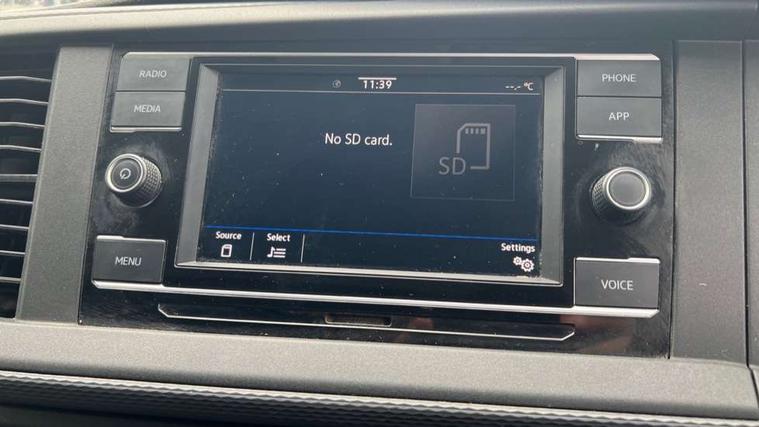 RADIO
MEDIA
MENU
11:39
--,- °C
No SD card.
SD
Source
Select
Settings
PHONE
APP
VOICE